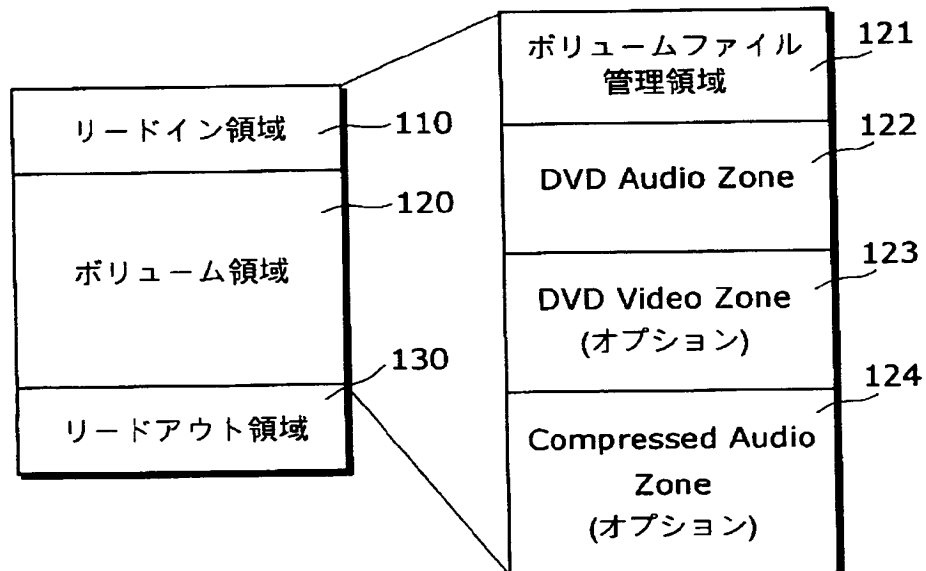 リードイン領域
110
120
ボリューム領域
130
リードアウト領域
ボリュームファイル
管理領域
121
122
DVD Audio Zone
123
DVD Video Zone
(オプション)
124
Compressed Audio
Zone
(オプション)